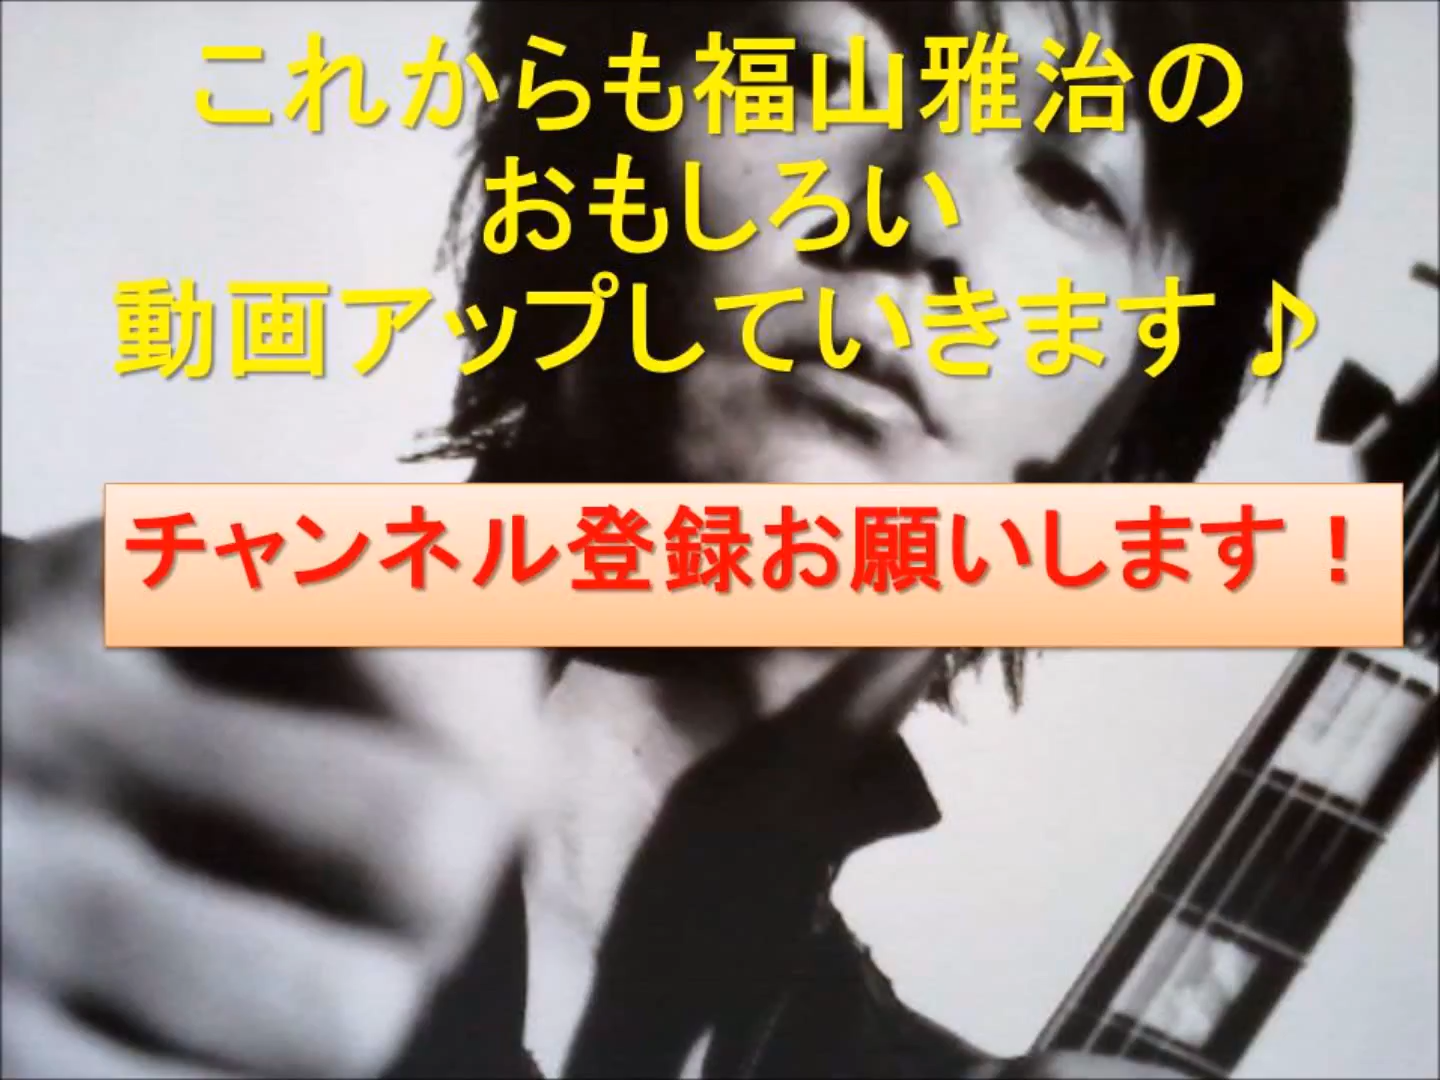 これからも福山雅治の
おもしろい
動画アップしていきます♪
チャンネル登録お願いします！